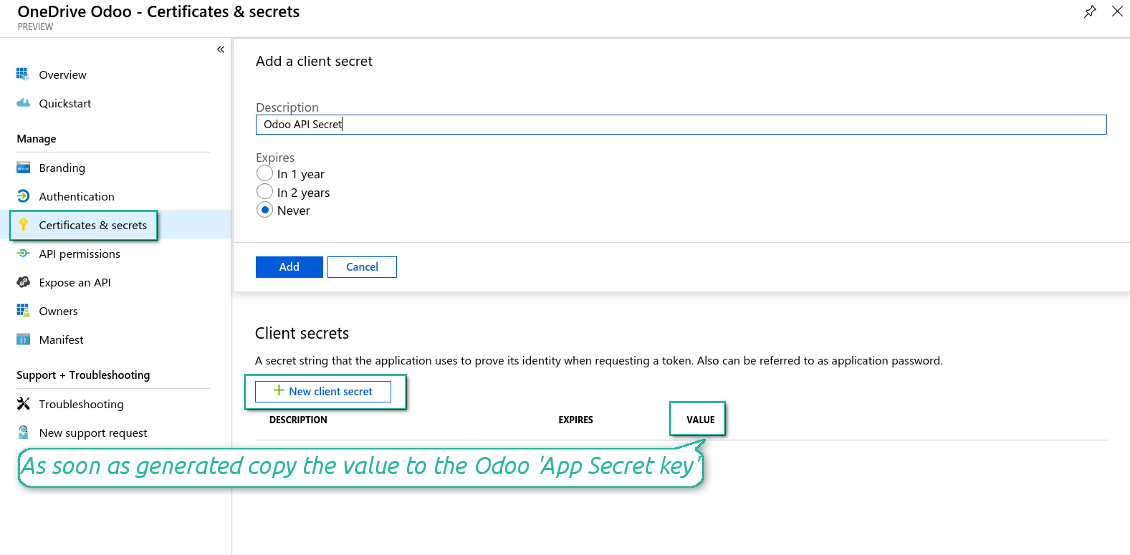 OneDrive Odoo - Certificates & secrets
PREVIEW
«
Overview
Quickstart
Manage
Branding
Authentication
Certificates & secrets
API permissions
Expose an API
Owners
Manifest
Support + Troubleshooting
Troubleshooting
New support request
Add a client secret
Description
Odoo API Secret
Expires
In 1 year
In 2 years
Never
Add Cancel
Client secrets
A secret string that the application uses to prove its identity when requesting a token. Also can be referred to as application password.
+ New client secret
DESCRIPTION EXPIRES VALUE
As soon as generated copy the value to the Odoo 'App Secret key'